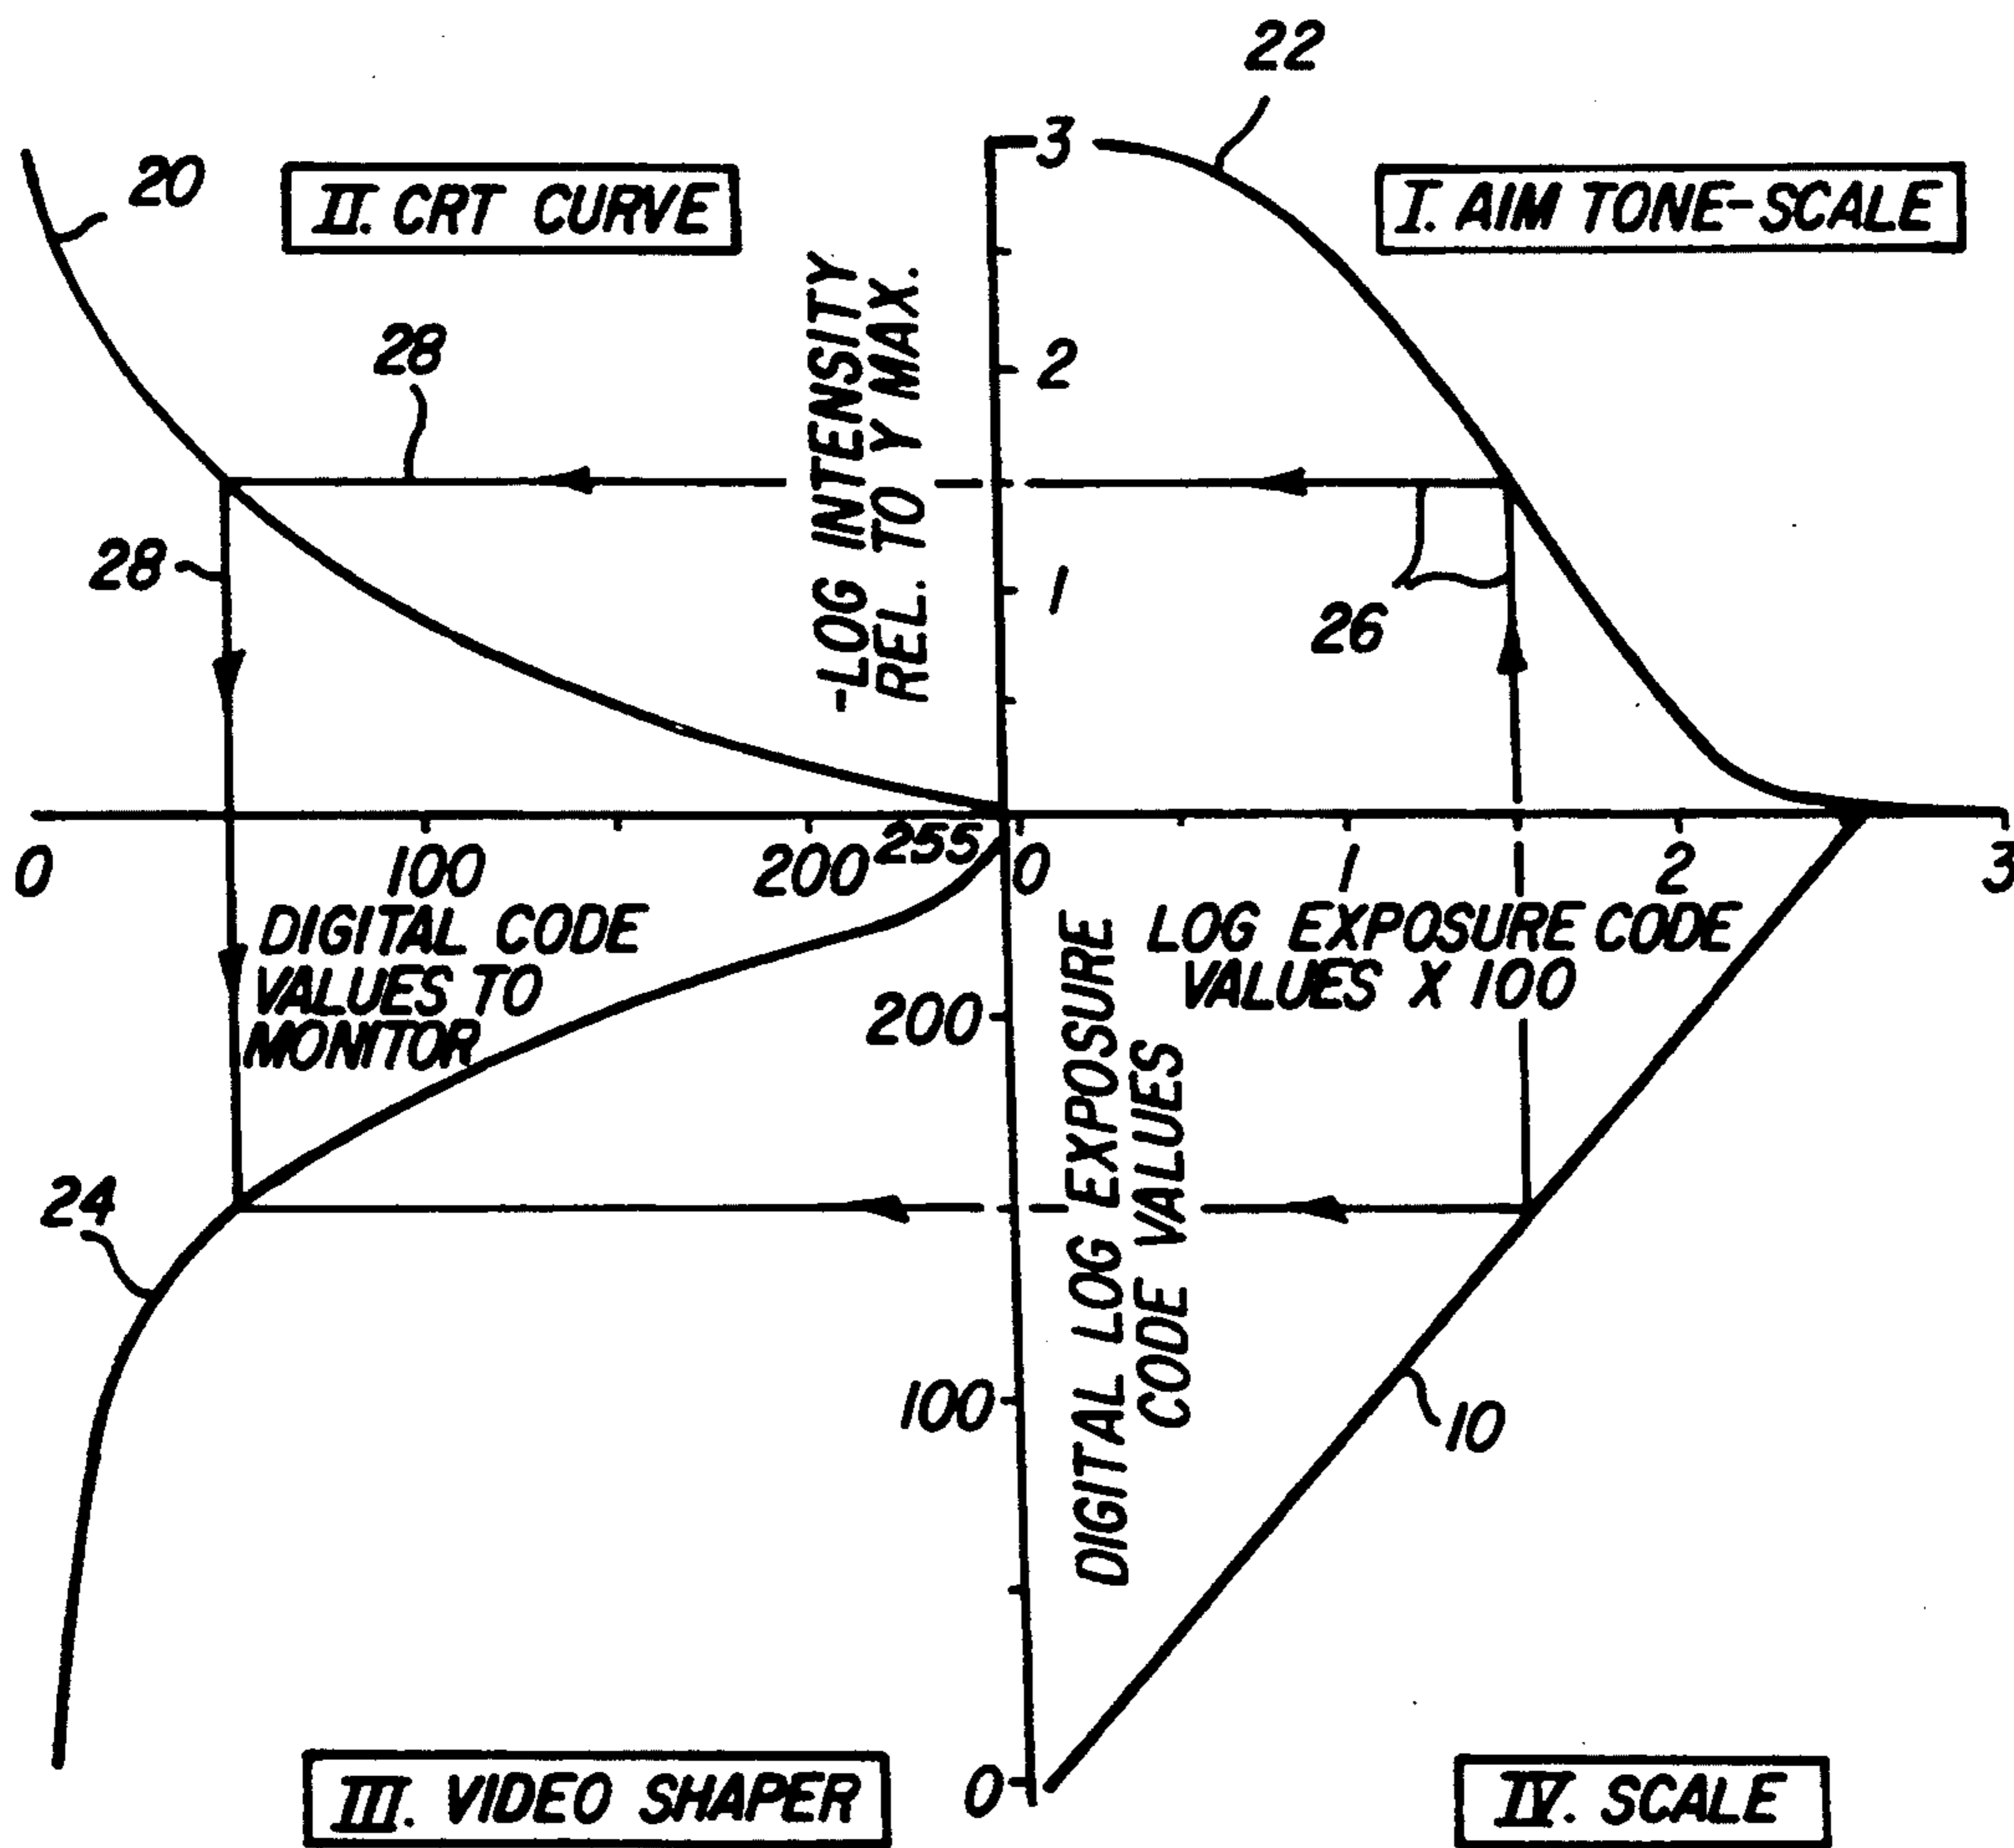 22
3
20
II. CRT CURVE
I. AIM TONE-SCALE
-LOG INTENSITY
REL. TO Y MAX.
28
2
28
1
26
0
100
200
255
0
1
2
3
DIGITAL CODE
VALUES TO
MONITOR
LOG EXPOSURE CODE
VALUES X 100
200
DIGITAL LOG EXPOSURE
CODE VALUES
24
100
10
0
III. VIDEO SHAPER
IV. SCALE